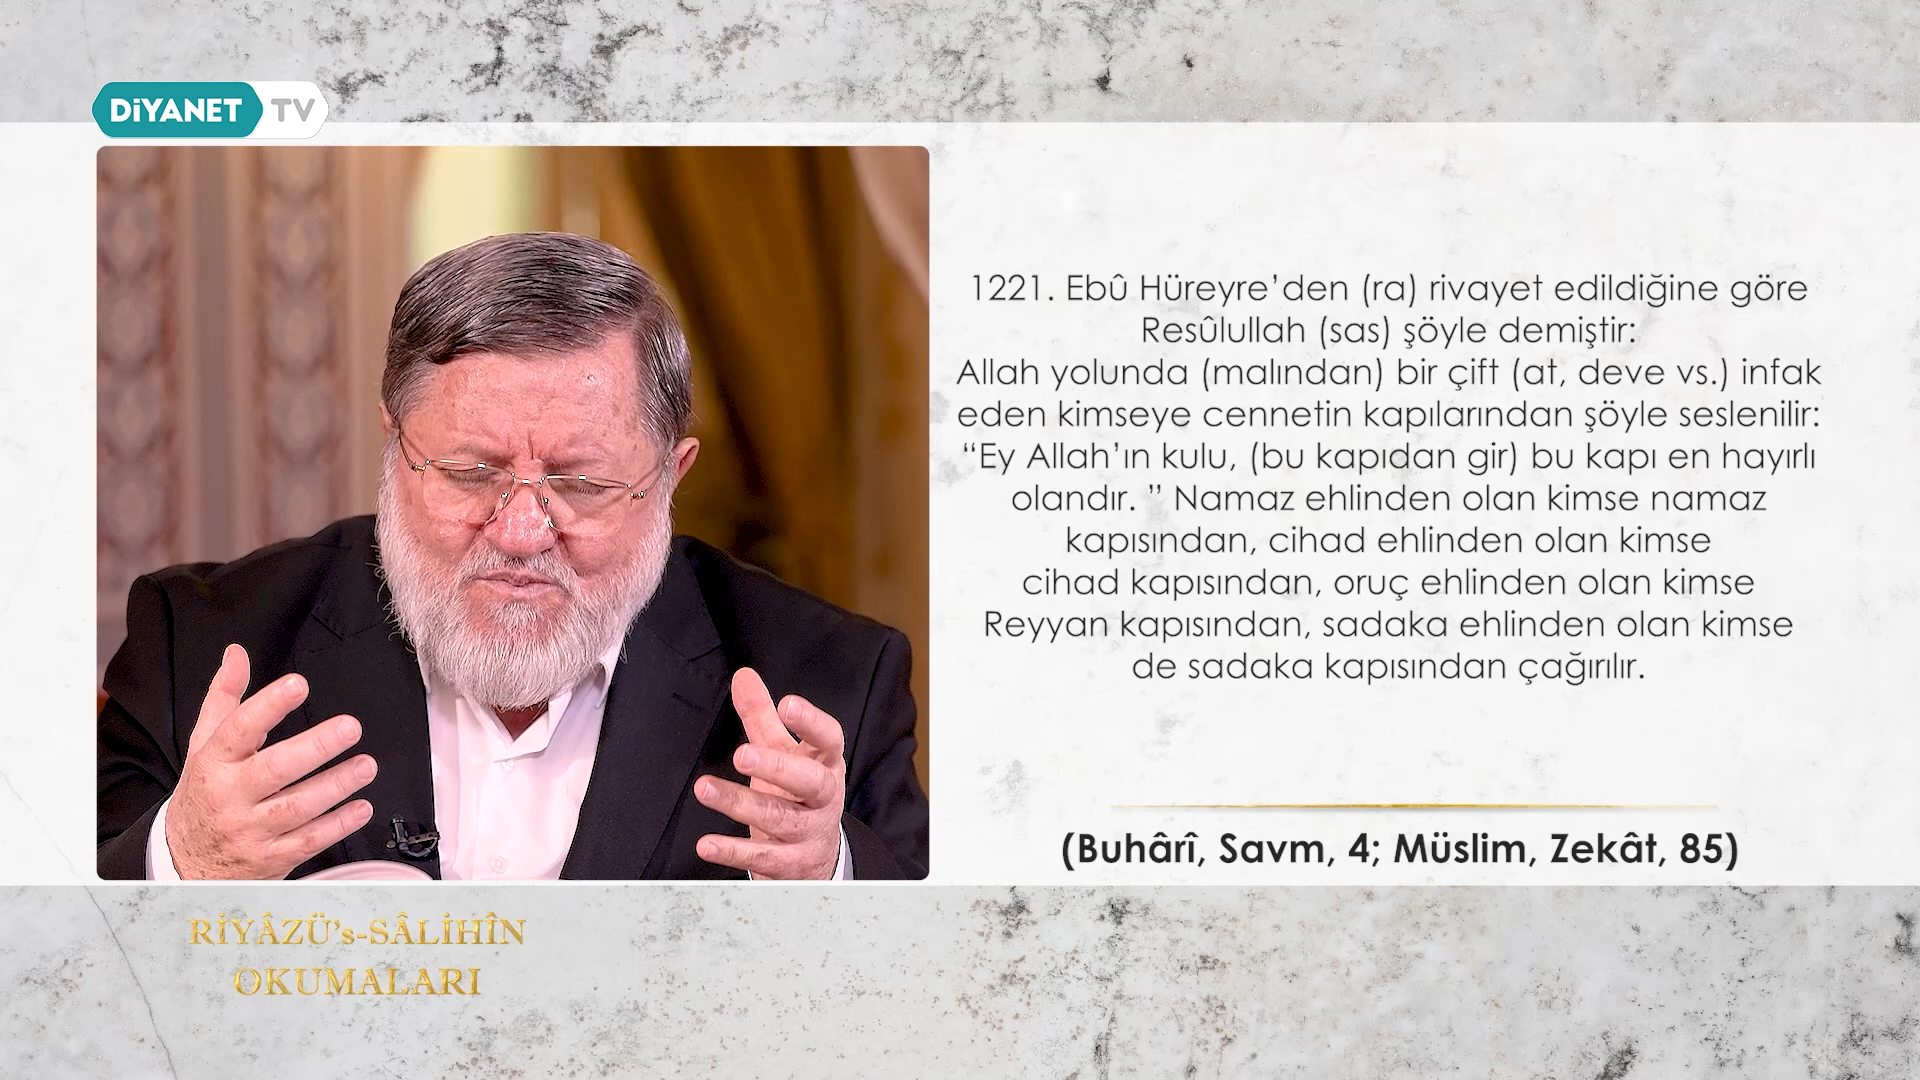 DİYANET TV
1221. Ebû Hüreyre’den (ra) rivayet edildiğine göre
Resûlullah (sas) şöyle demiştir:
Allah yolunda (malından) bir çift (at, deve vs.) infak
eden kimseye cennetin kapılarından şöyle seslenilir:
“Ey Allah’ın kulu, (bu kapıdan gir) bu kapı en hayırlı
olandır. ” Namaz ehlinden olan kimse namaz
kapısından, cihad ehlinden olan kimse
cihad kapısından, oruç ehlinden olan kimse
Reyyan kapısından, sadaka ehlinden olan kimse
de sadaka kapısından çağırılır.
(Buhârî, Savm, 4; Müslim, Zekât, 85)
RİYÂZÜ’s-SÂLİHÎN
OKUMALARI